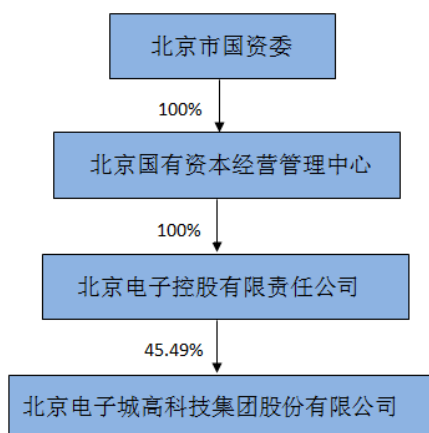 北京市国资委
100%
北京国有资本经营管理中心
100%
北京电子控股有限责任公司
45.49%
北京电子城高科技集团股份有限公司